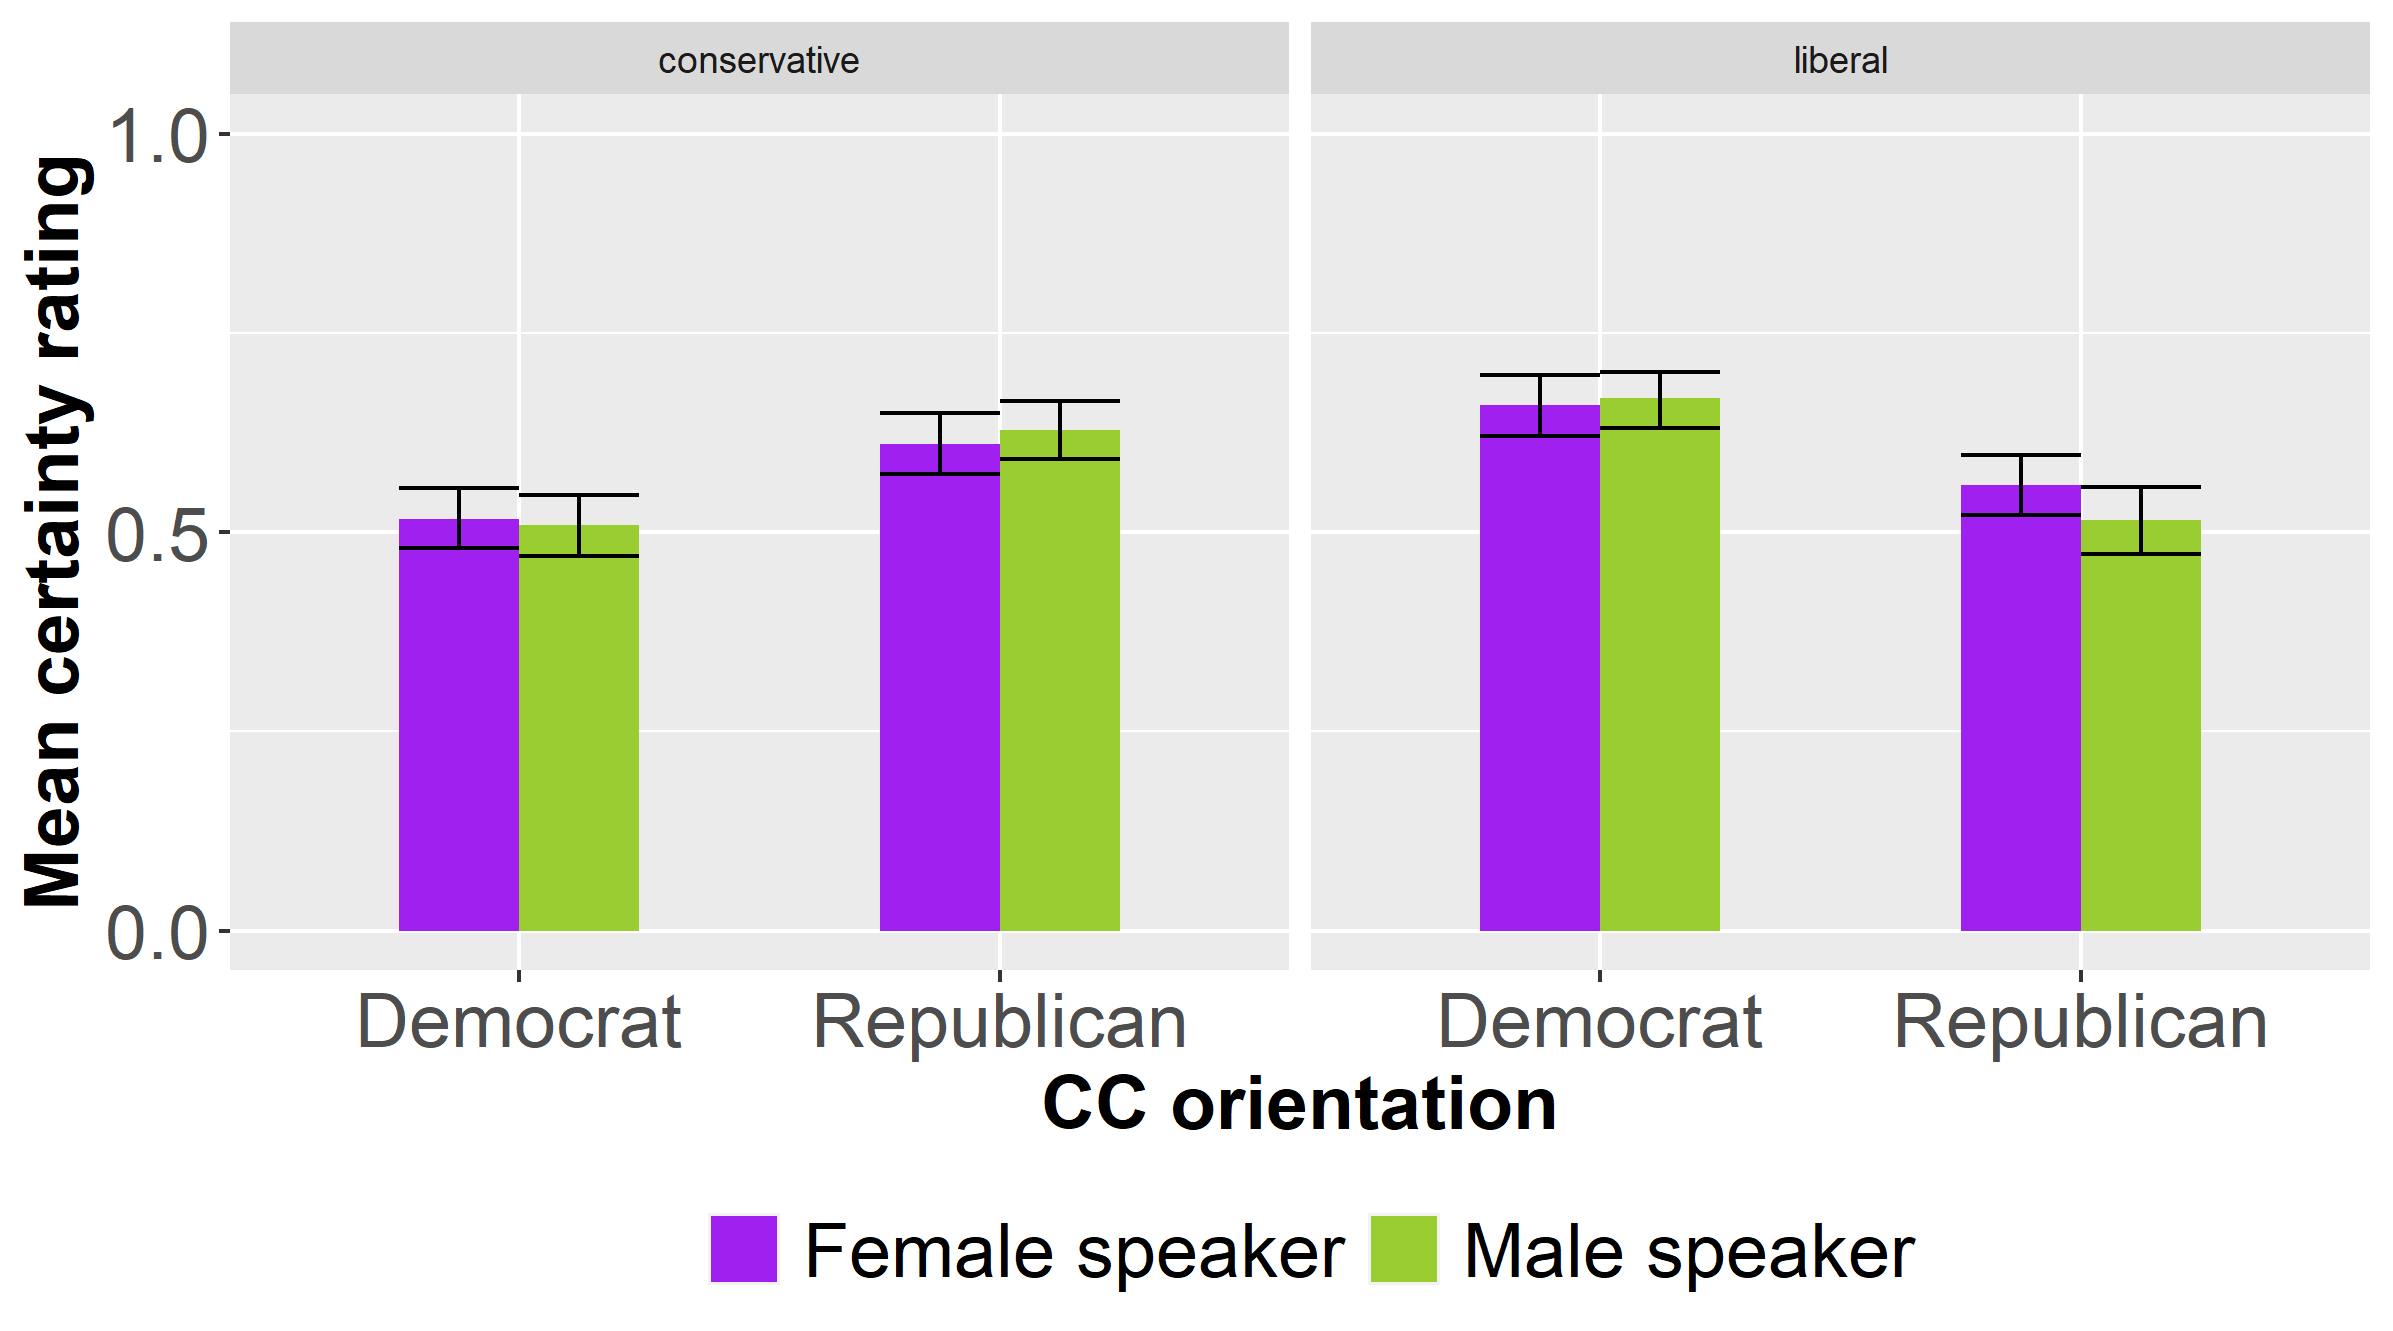 conservative
liberal
Mean certainty rating
1.0
0.5
0.0
Democrat
Republican
Democrat
Republican
CC orientation
Female speaker
Male speaker